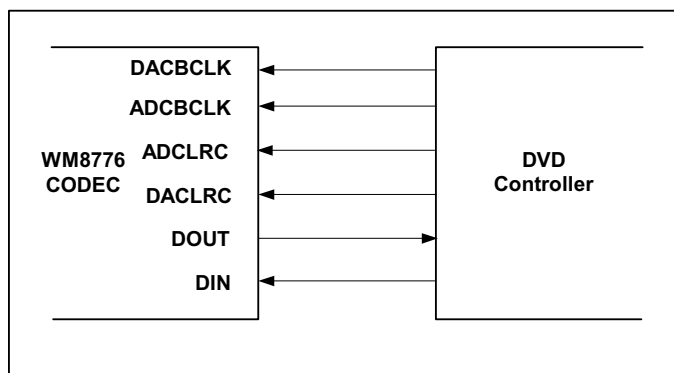 DACBCLK
ADCBCLK
WM8776
CODEC
ADCLRC
DACLRC
DOUT
DIN
DVD
Controller